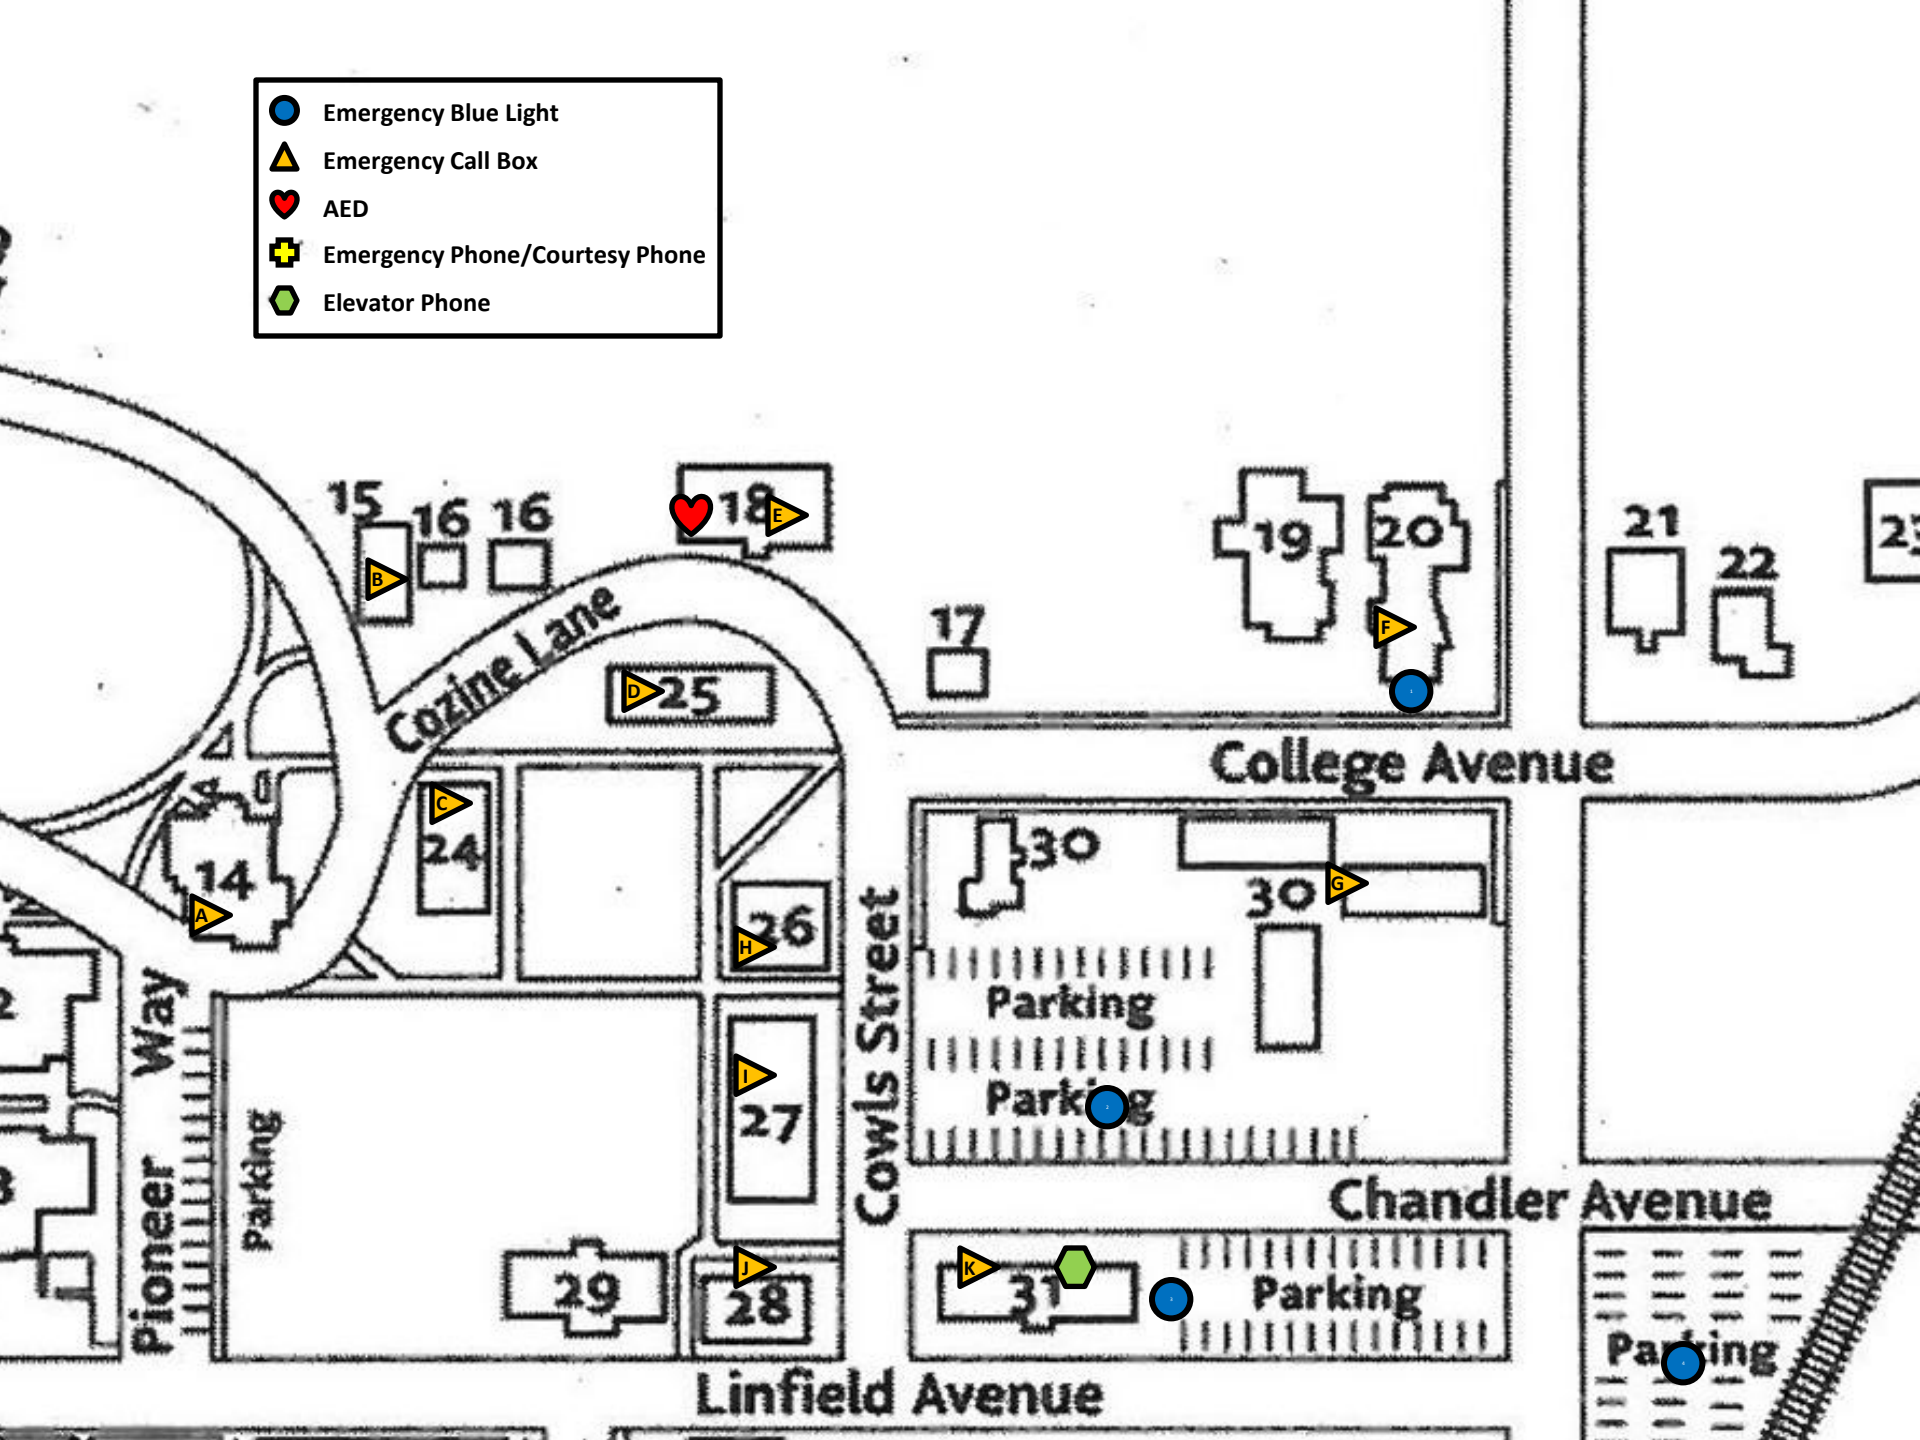 Emergency Blue Light
Emergency Call Box
AED
Emergency Phone/Courtesy Phone
Elevator Phone
15
16
16
18
E
B
17
19
20
F
21
22
23
Cozine Lane
D
25
College Avenue
C
24
14
A
30
30
G
26
H
Cowls Street
Parking
Parking
Pioneer Way
Parking
I
27
Chandler Avenue
29
J
28
K
31
Parking
Parking
Linfield Avenue